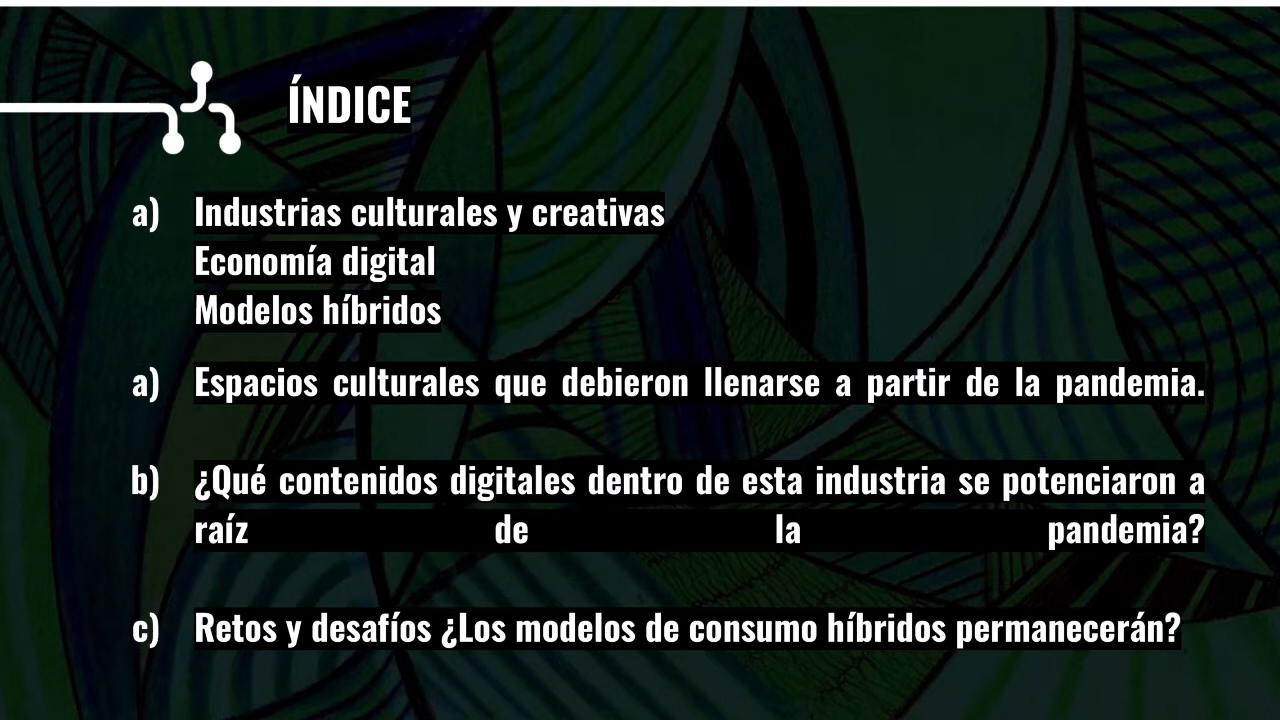 ÍNDICE
a) Industrias culturales y creativas
Economía digital
Modelos híbridos
a) Espacios culturales que debieron llenarse a partir de la pandemia.
b) ¿Qué contenidos digitales dentro de esta industria se potenciaron a
raíz de la pandemia?
c) Retos y desafíos ¿Los modelos de consumo híbridos permanecerán?